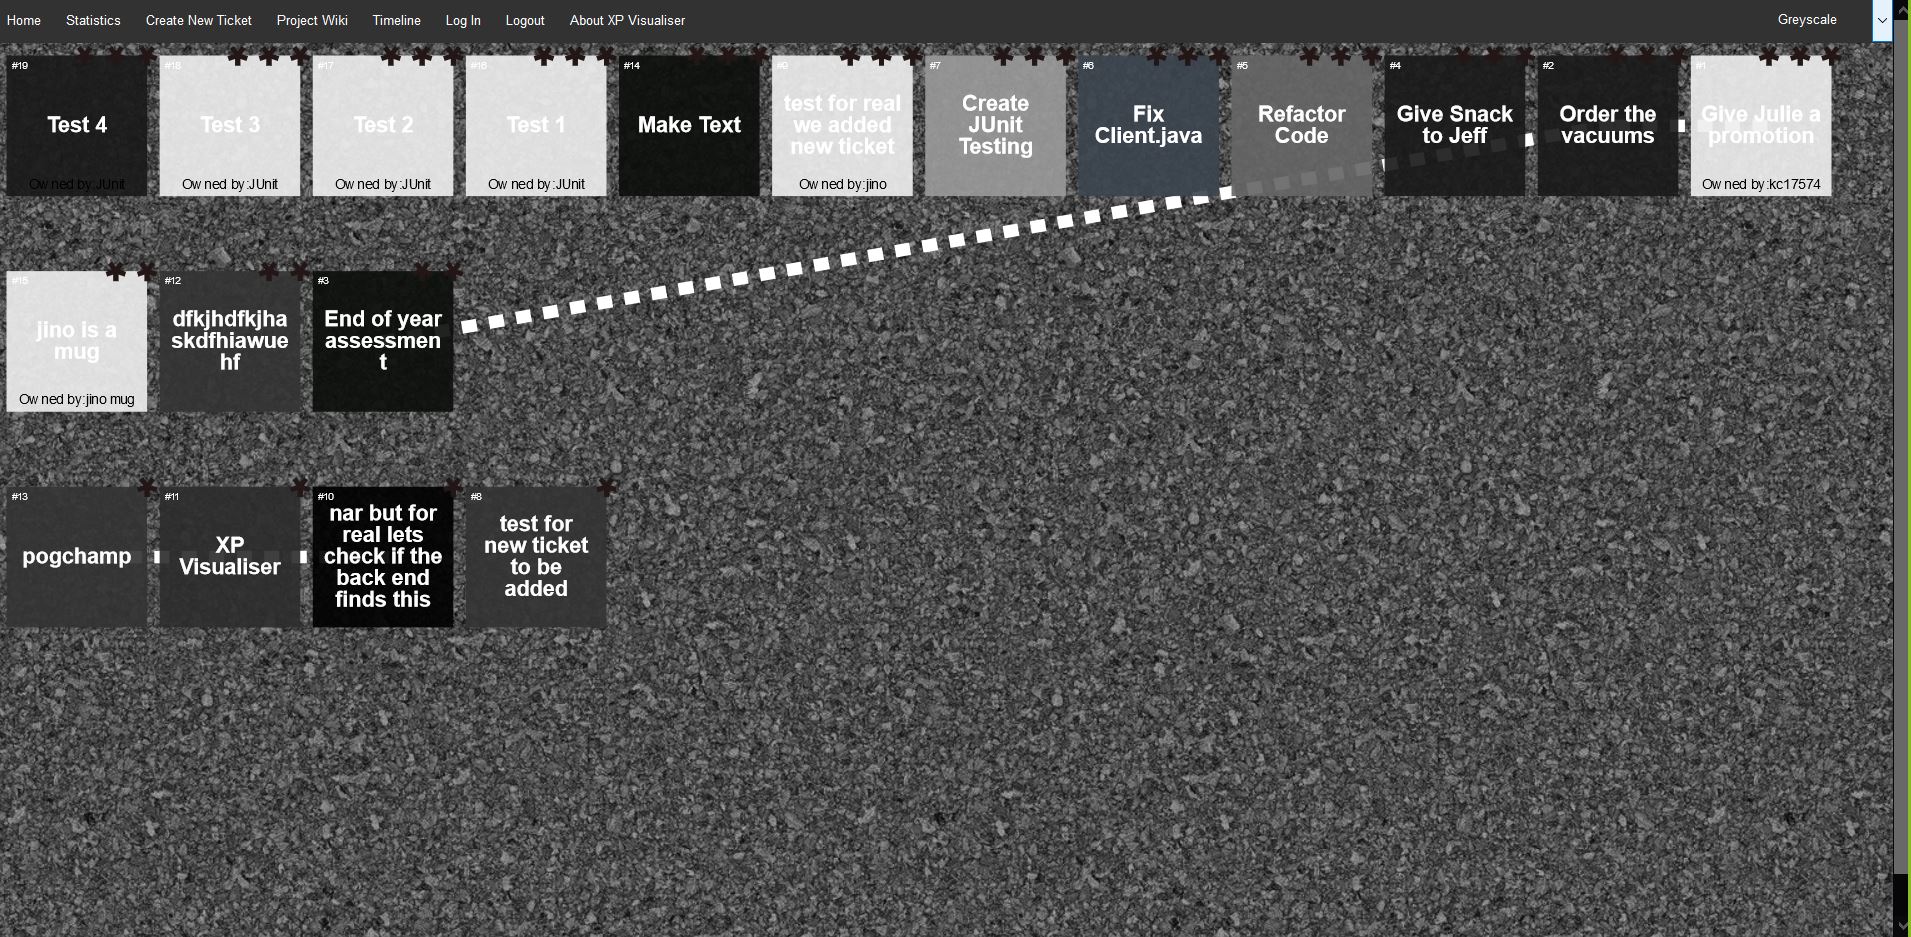 Home Statistics Create New Ticket Project Wiki Timeline Log In Logout About XP Visualiser Greyscale
#19
Test 4
Owned by:JUnit
#18
Test 3
Owned by:JUnit
#17
Test 2
Owned by:JUnit
#16
Test 1
Owned by:JUnit
#14
Make Text
#9
test for real
we added
new ticket
Owned by:jino
#7
Create
JUnit
Testing
#6
Fix
Client.java
#5
Refactor
Code
#4
Give Snack
to Jeff
#2
Order the
vacuums
#1
Give Julie a
promotion
Owned by:kc17574
#15
jino is a
mug
Owned by:jino mug
#12
dfkjhdfkjha
skdfhiawue
hf
#3
End of year
assessmen
t
#13
pogchamp
#11
XP
Visualiser
#10
nar but for
real lets
check if the
back end
finds this
#8
test for
new ticket
to be
added